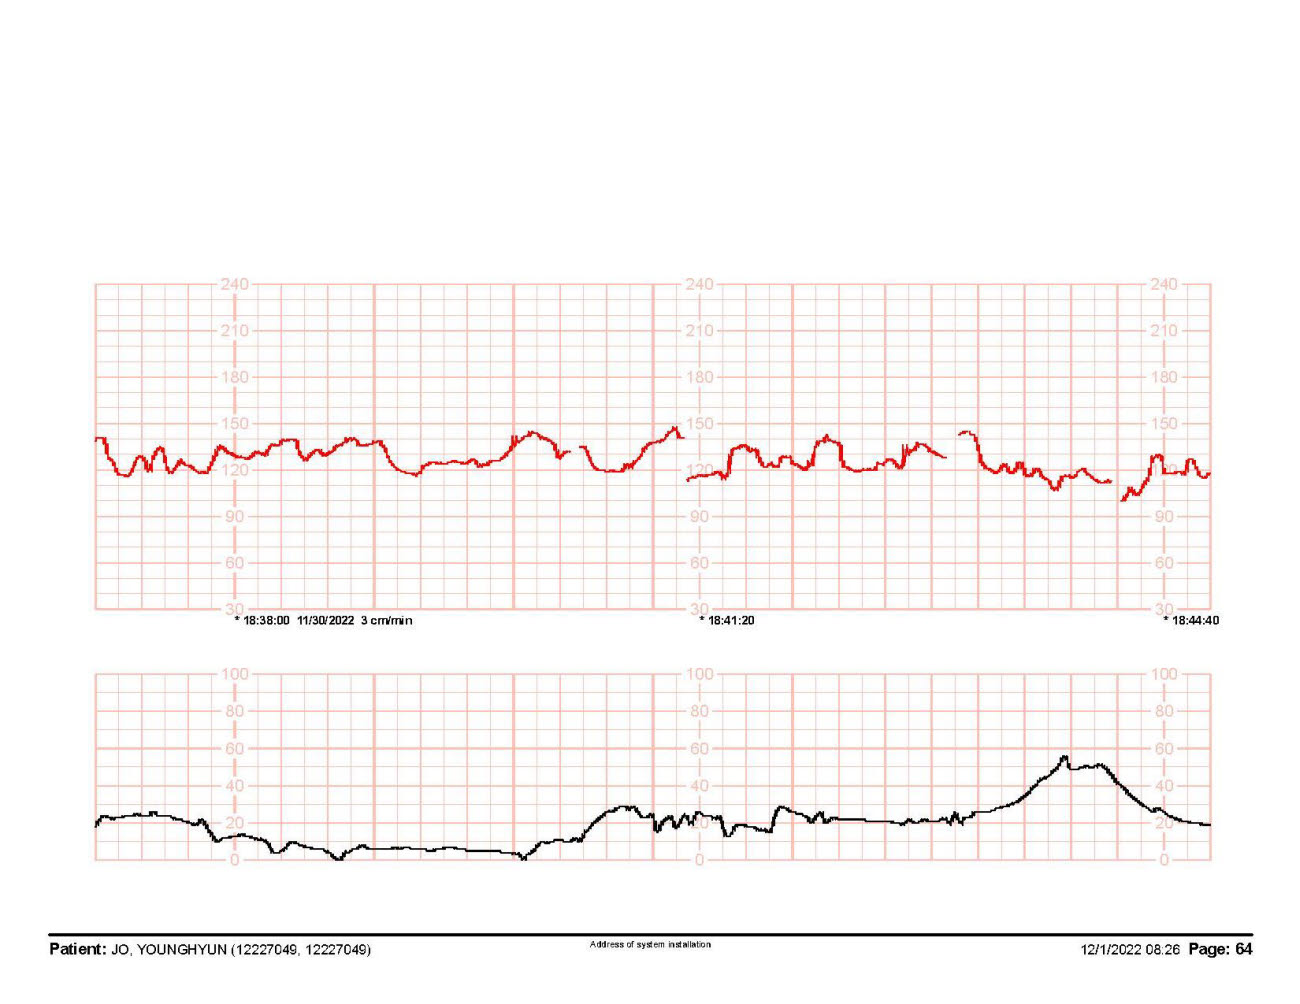 240 240 240
210 210 210
180 180 180
150 150 150
120 120 120
90 90 90
60 60 60
30 30 30
* 18:38:00 11/30/2022 3 cm/min * 18:41:20 * 18:44:40
100 100 100
80 80 80
60 60 60
40 40 40
20 20 20
0 0 0
Patient: JO, YOUNGHYUN (12227049, 12227049) Address of system installation 12/1/2022 08:26 Page: 64